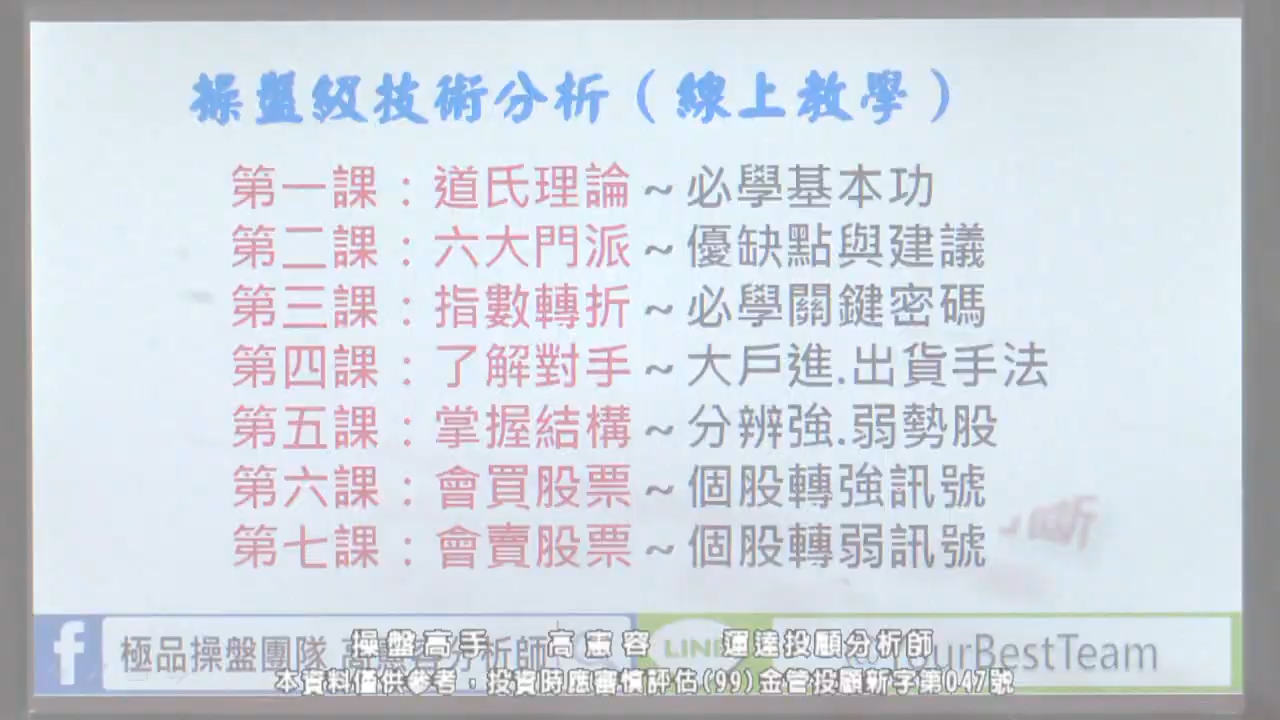 操盤級技術分析（線上教學）
第一課：道氏理論～必學基本功
第二課：六大門派～優缺點與建議
第三課：指數轉折～必學關鍵密碼
第四課：了解對手～大戶進.出貨手法
第五課：掌握結構～分辨強.弱勢股
第六課：會買股票～個股轉強訊號
第七課：會賣股票～個股轉弱訊號
極品操盤團隊 高憲容分析師 LINE @YourBestTeam
操盤高手 高憲容 運達投顧分析師
本資料僅供參考，投資時應審慎評估(99)金管投顧新字第047號